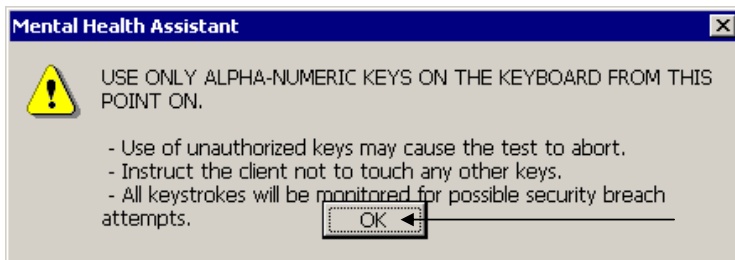 Mental Health Assistant
USE ONLY ALPHA-NUMERIC KEYS ON THE KEYBOARD FROM THIS
POINT ON.
- Use of unauthorized keys may cause the test to abort.
- Instruct the client not to touch any other keys.
- All keystrokes will be monitored for possible security breach
attempts.
OK